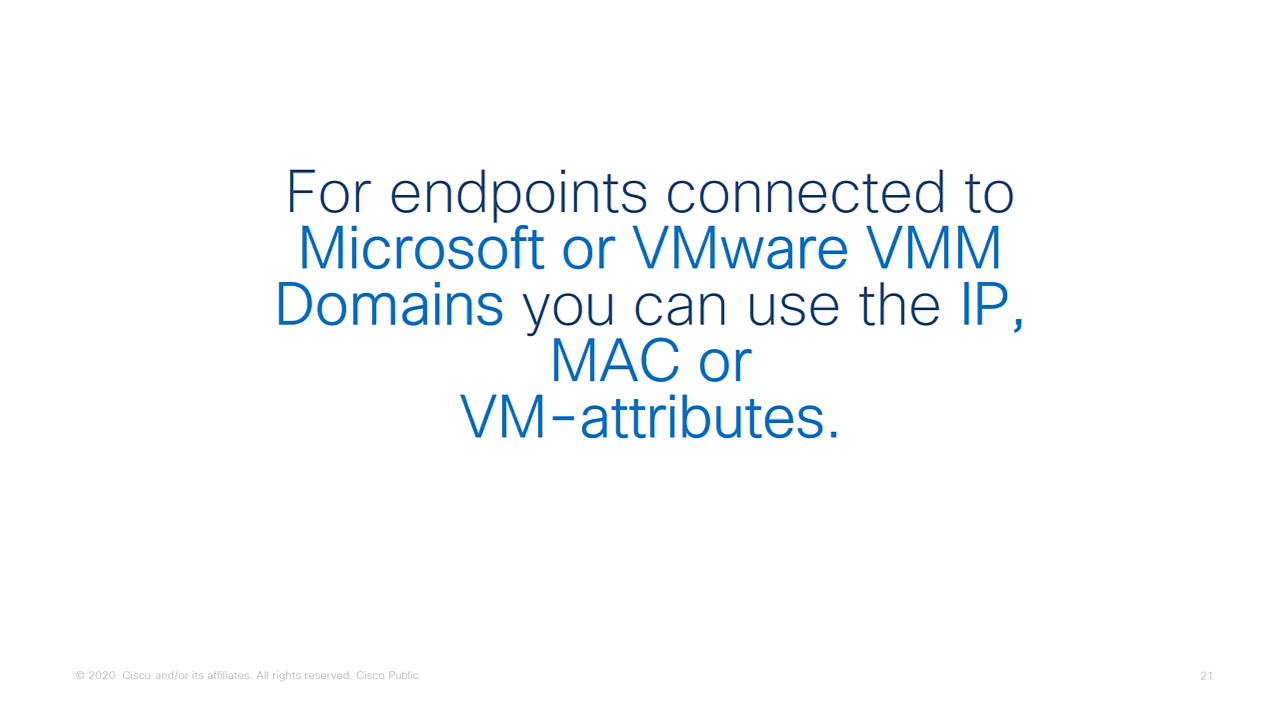 For endpoints connected to
Microsoft or VMware VMM
Domains you can use the IP,
MAC or
VM-attributes.
© 2020 Cisco and/or its affiliates. All rights reserved. Cisco Public
21